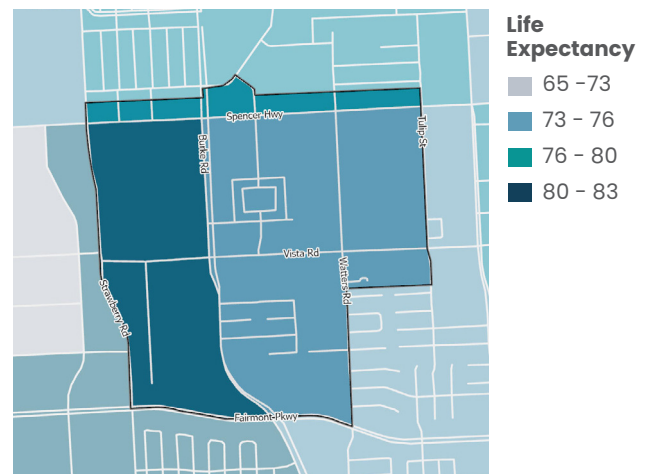 Life
Expectancy
65 –73
73 – 76
76 – 80
80 – 83
Spencer Hwy
Tulip St
Burke Rd
Vista Rd
Watters Rd
Strawberry Rd
Fairmont Pkwy